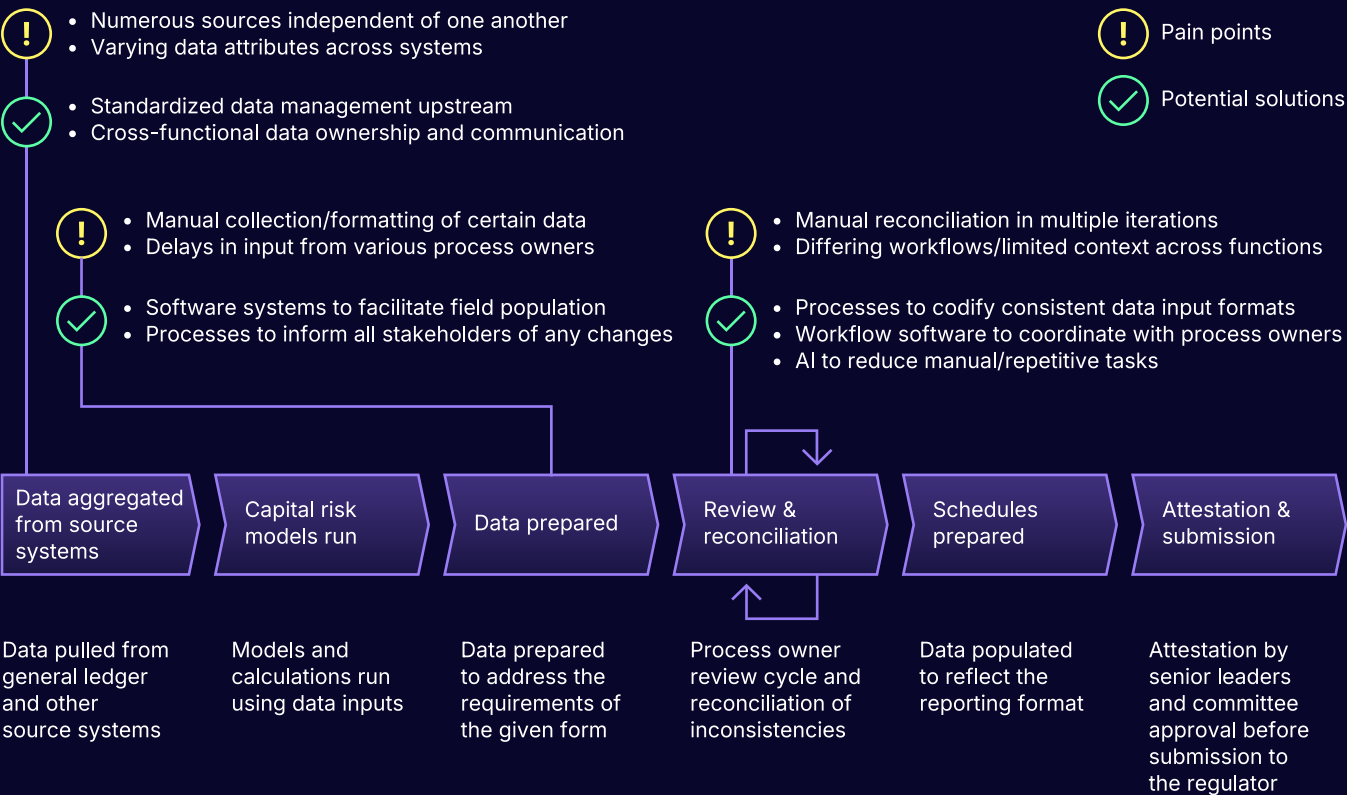 • Numerous sources independent of one another
• Varying data attributes across systems
! Pain points
• Standardized data management upstream
• Cross-functional data ownership and communication
Potential solutions
• Manual collection/formatting of certain data
• Delays in input from various process owners
• Software systems to facilitate field population
• Processes to inform all stakeholders of any changes
• Manual reconciliation in multiple iterations
• Differing workflows/limited context across functions
• Processes to codify consistent data input formats
• Workflow software to coordinate with process owners
• AI to reduce manual/repetitive tasks
Data aggregated
from source
systems
Capital risk
models run
Data prepared
Review &
reconciliation
Schedules
prepared
Attestation &
submission
Data pulled from
general ledger
and other
source systems
Models and
calculations run
using data inputs
Data prepared
to address the
requirements of
the given form
Process owner
review cycle and
reconciliation of
inconsistencies
Data populated
to reflect the
reporting format
Attestation by
senior leaders
and committee
approval before
submission to
the regulator